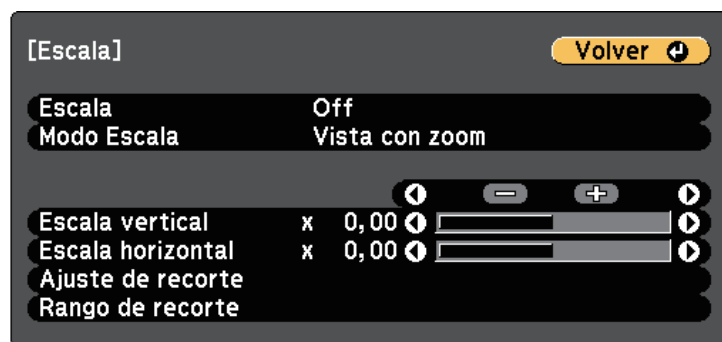 [Escala]
Volver
Escala Off
Modo Escala Vista con zoom
- +
Escala vertical x 0,00
Escala horizontal x 0,00
Ajuste de recorte
Rango de recorte